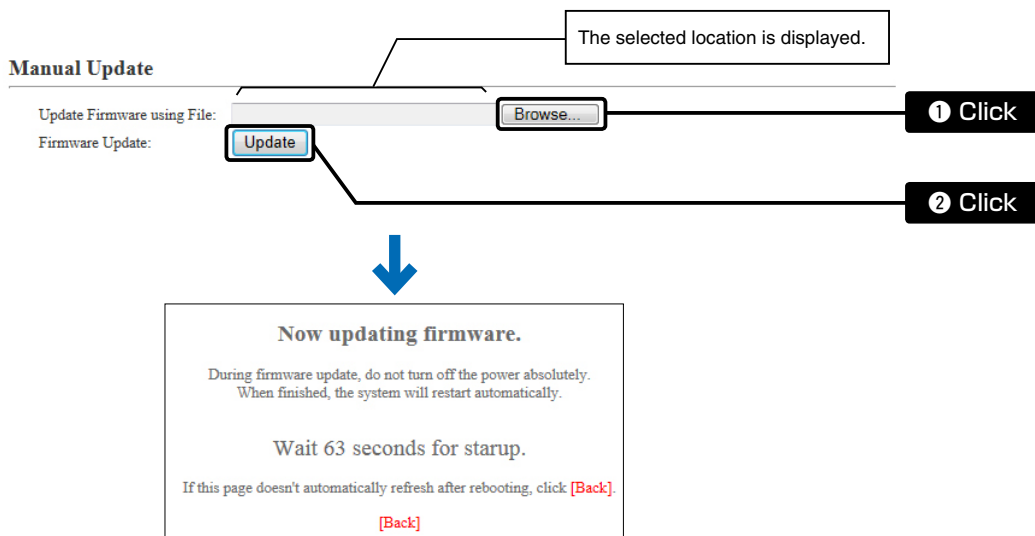 The selected location is displayed.
Manual Update
Update Firmware using File:
Browse...
❶ Click
Firmware Update:
Update
❷ Click
Now updating firmware.
During firmware update, do not turn off the power absolutely.
When finished, the system will restart automatically.
Wait 63 seconds for starup.
If this page doesn't automatically refresh after rebooting, click [Back].
[Back]